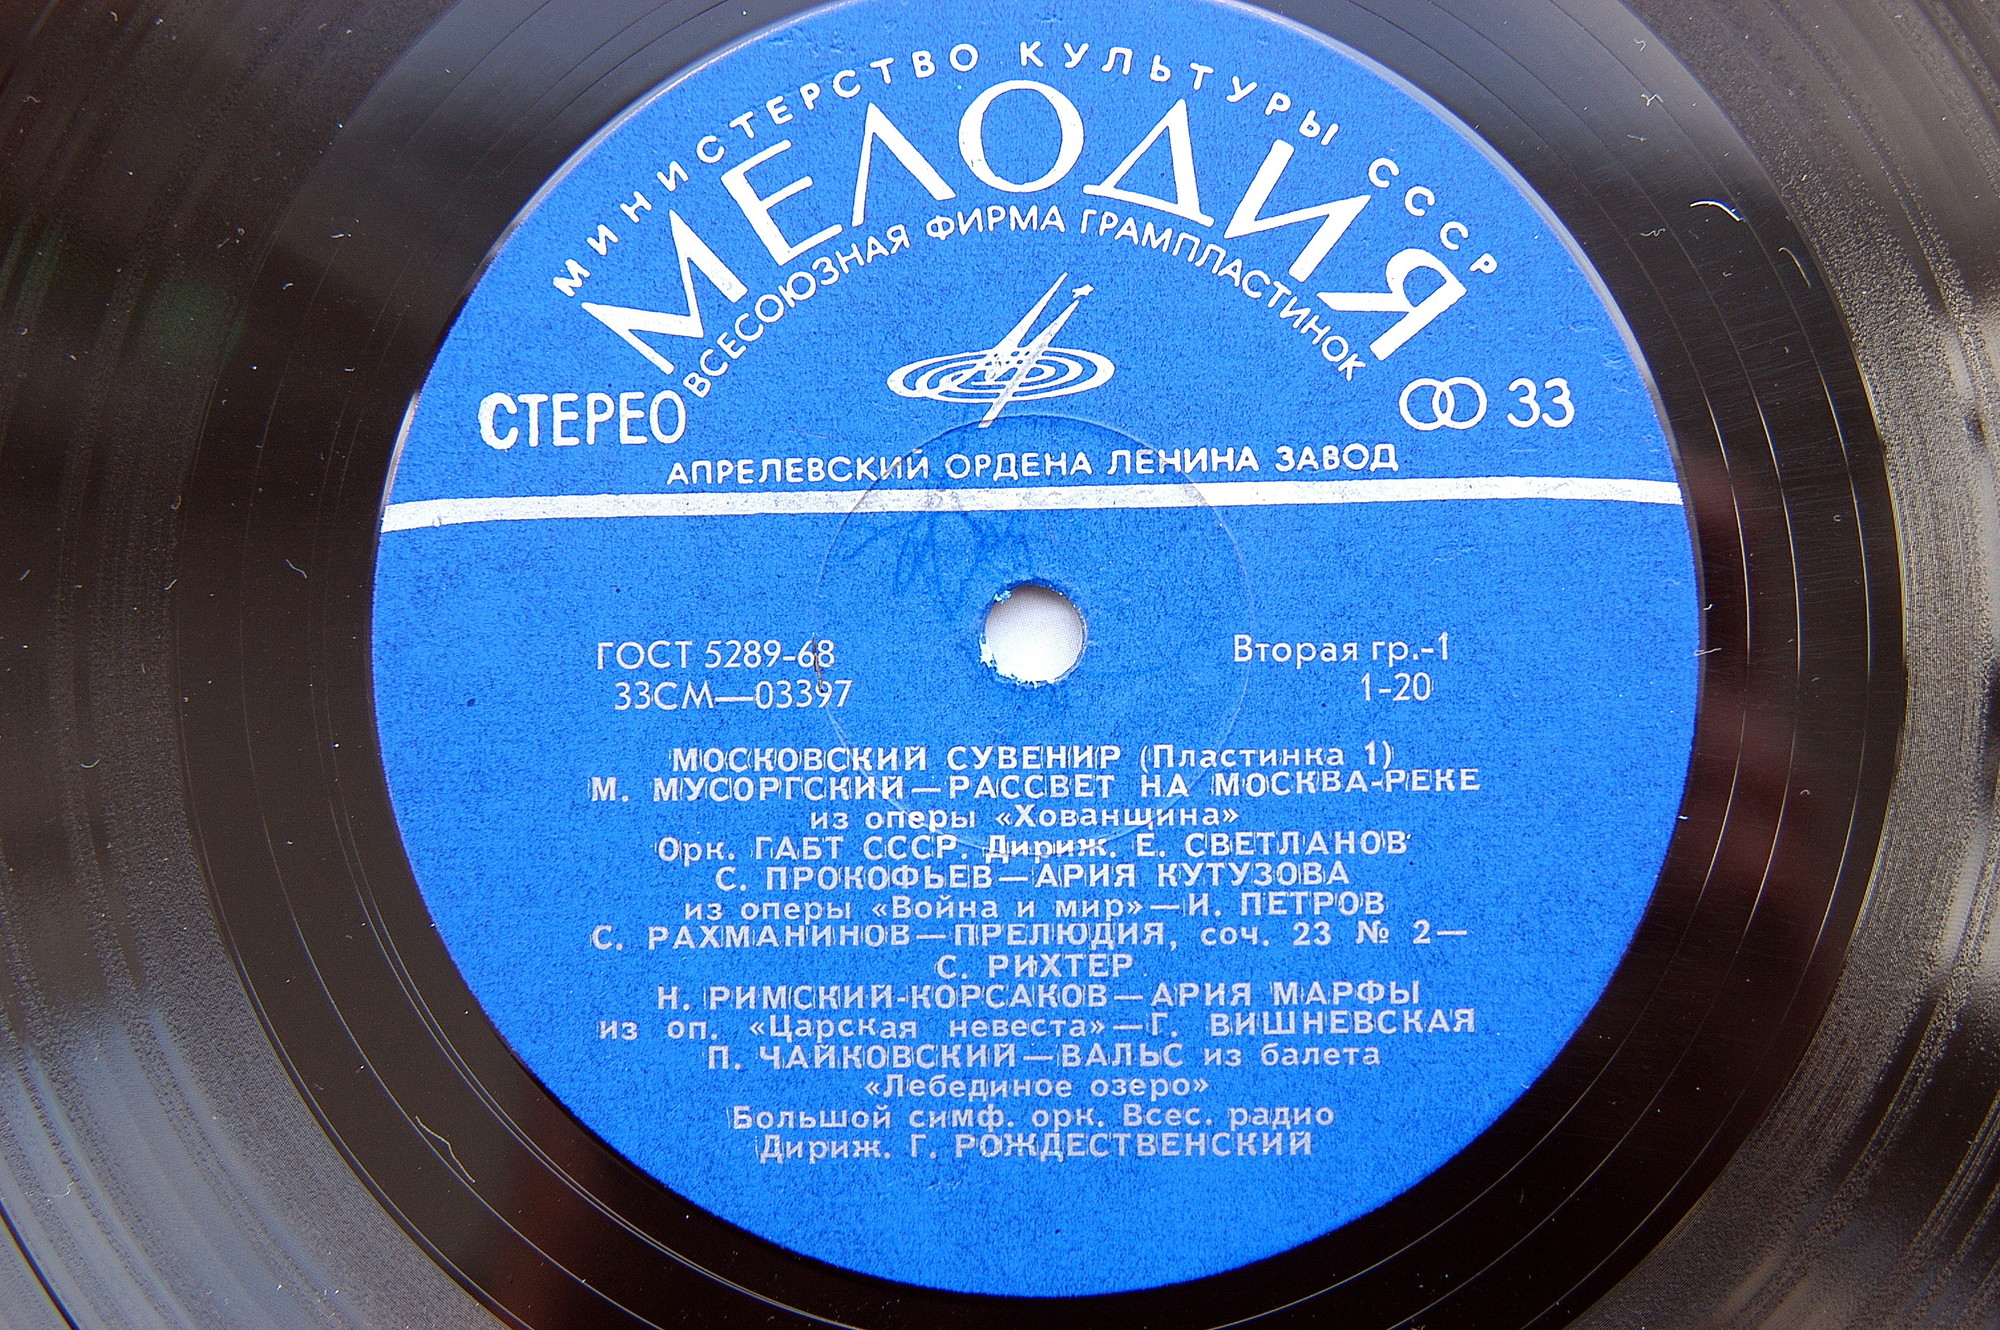 МИНИСТЕРСТВО КУЛЬТУРЫ СССР
МЕЛОДИЯ
ВСЕСОЮЗНАЯ ФИРМА ГРАМПЛАСТИНОК
СТЕРЕО
33
АПРЕЛЕВСКИЙ ОРДЕНА ЛЕНИНА ЗАВОД
ГОСТ 5289-68
33СМ—03397
Вторая гр.-1
1-20
МОСКОВСКИЙ СУВЕНИР (Пластинка 1)
М. МУСОРГСКИЙ—РАССВЕТ НА МОСКВА-РЕКЕ
из оперы «Хованщина»
Орк. ГАБТ СССР. Дириж. Е. СВЕТЛАНОВ
С. ПРОКОФЬЕВ—АРИЯ КУТУЗОВА
из оперы «Война и мир»—И. ПЕТРОВ
С. РАХМАНИНОВ—ПРЕЛЮДИЯ, соч. 23 № 2—
С. РИХТЕР
Н. РИМСКИЙ-КОРСАКОВ—АРИЯ МАРФЫ
из оп. «Царская невеста»—Г. ВИШНЕВСКАЯ
П. ЧАЙКОВСКИЙ—ВАЛЬС из балета
«Лебединое озеро»
Большой симф. орк. Всес. радио
Дириж. Г. РОЖДЕСТВЕНСКИЙ